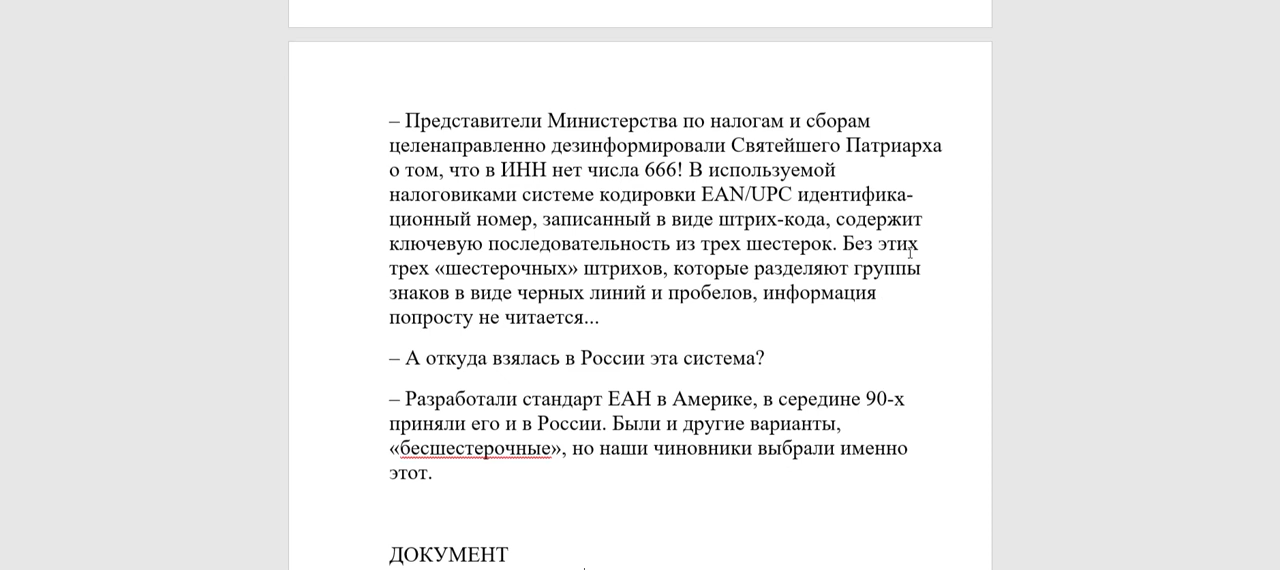 – Представители Министерства по налогам и сборам
целенаправленно дезинформировали Святейшего Патриарха
о том, что в ИНН нет числа 666! В используемой
налоговиками системе кодировки EAN/UPC идентифика-
ционный номер, записанный в виде штрих-кода, содержит
ключевую последовательность из трех шестерок. Без этих
трех «шестерочных» штрихов, которые разделяют группы
знаков в виде черных линий и пробелов, информация
попросту не читается...
– А откуда взялась в России эта система?
– Разработали стандарт ЕАН в Америке, в середине 90-х
приняли его и в России. Были и другие варианты,
«бесшестерочные», но наши чиновники выбрали именно
этот.
ДОКУМЕНТ